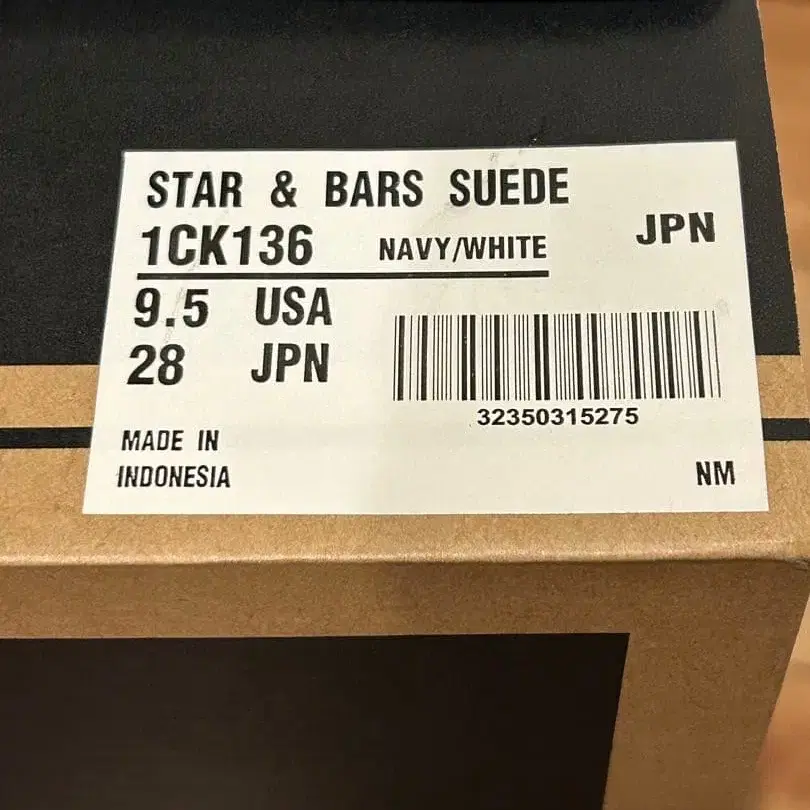 STAR & BARS SUEDE
1CK136 NAVY/WHITE JPN
9.5 USA
28 JPN
32350315275
MADE IN
INDONESIA
NM